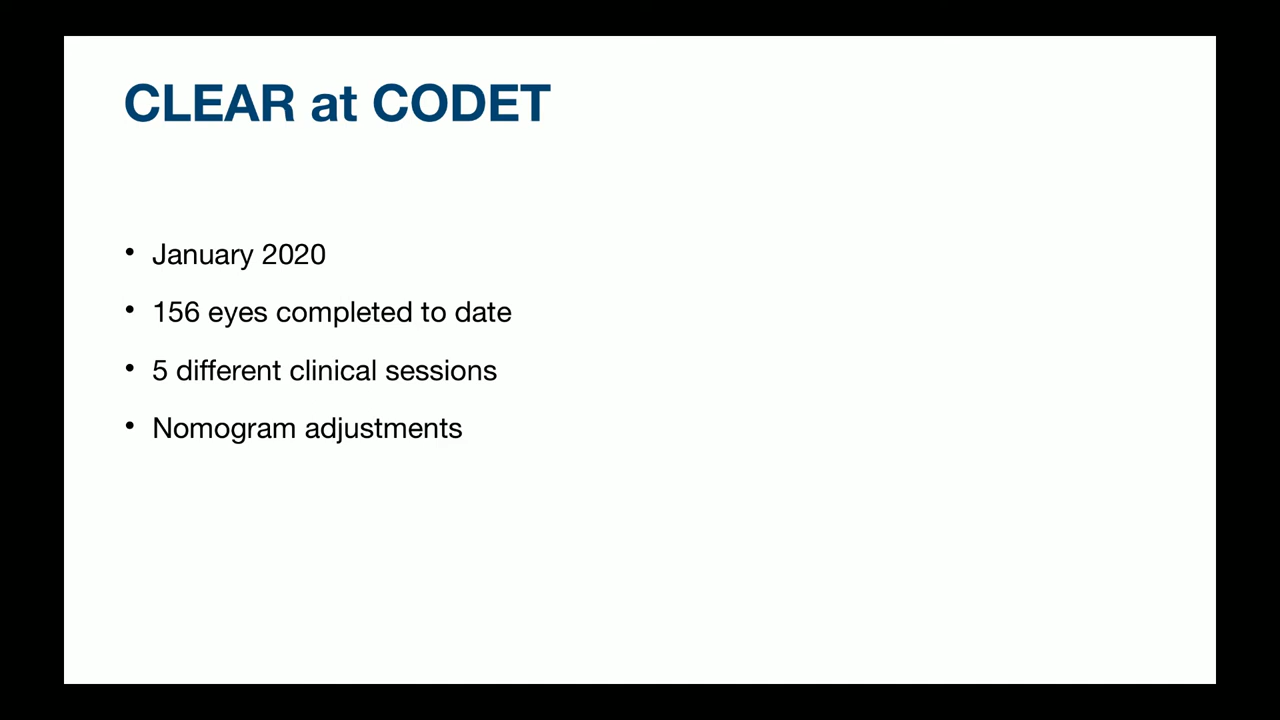 CLEAR at CODET
• January 2020
• 156 eyes completed to date
• 5 different clinical sessions
• Nomogram adjustments